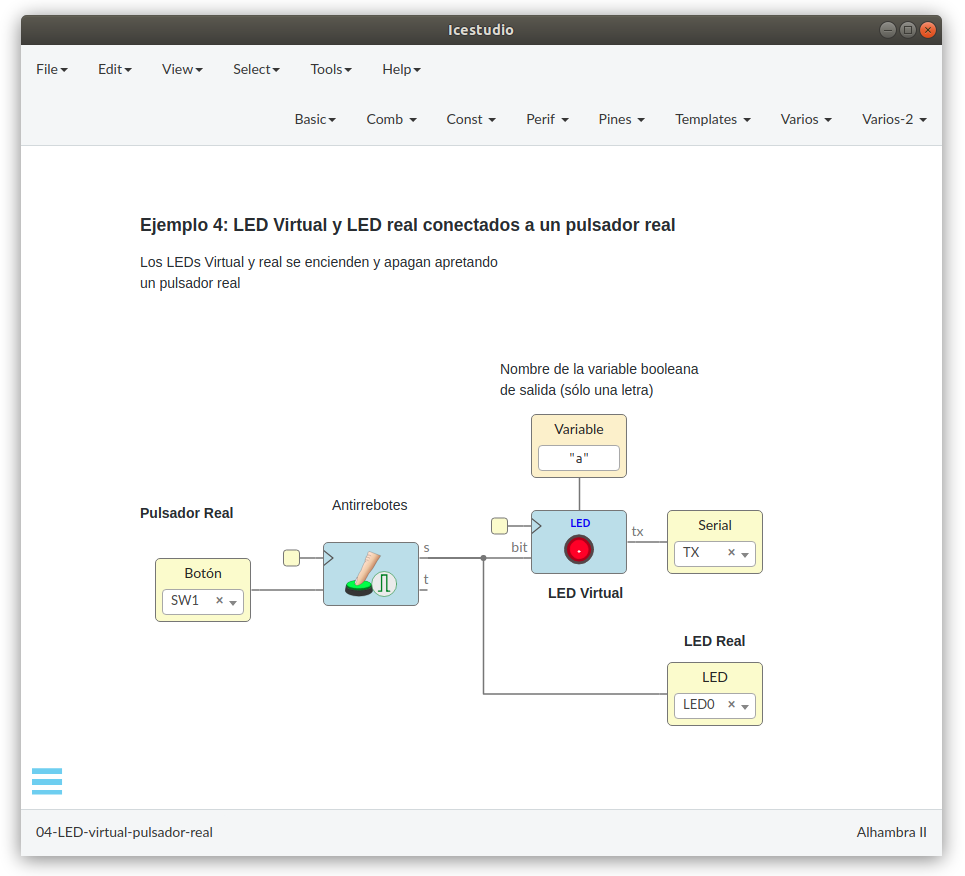 Icestudio
File Edit View Select Tools Help
Basic Comb Const Perif Pines Templates Varios Varios-2
Ejemplo 4: LED Virtual y LED real conectados a un pulsador real
Los LEDs Virtual y real se encienden y apagan apretando
un pulsador real
Nombre de la variable booleana
de salida (sólo una letra)
Variable
"a"
Pulsador Real
Antirrebotes
LED
Serial
tx
TX ×
bit
s
t
Botón
SW1 ×
LED Virtual
LED Real
LED
LED0 ×
04-LED-virtual-pulsador-real
Alhambra II